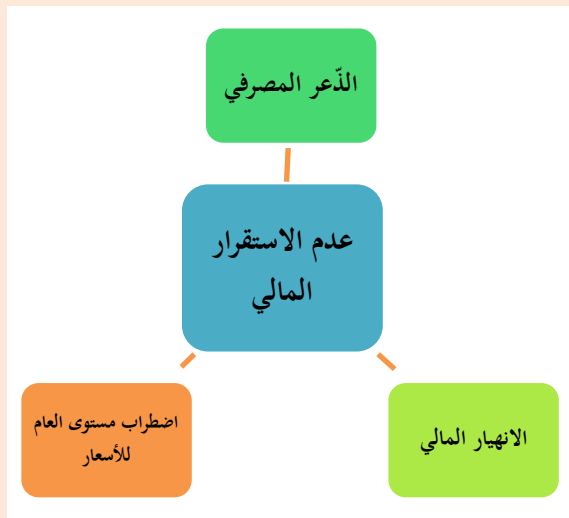 الذّعر المصرفي
عدم الاستقرار
المالي
اضطراب مستوى العام
للأسعار
الانهيار المالي